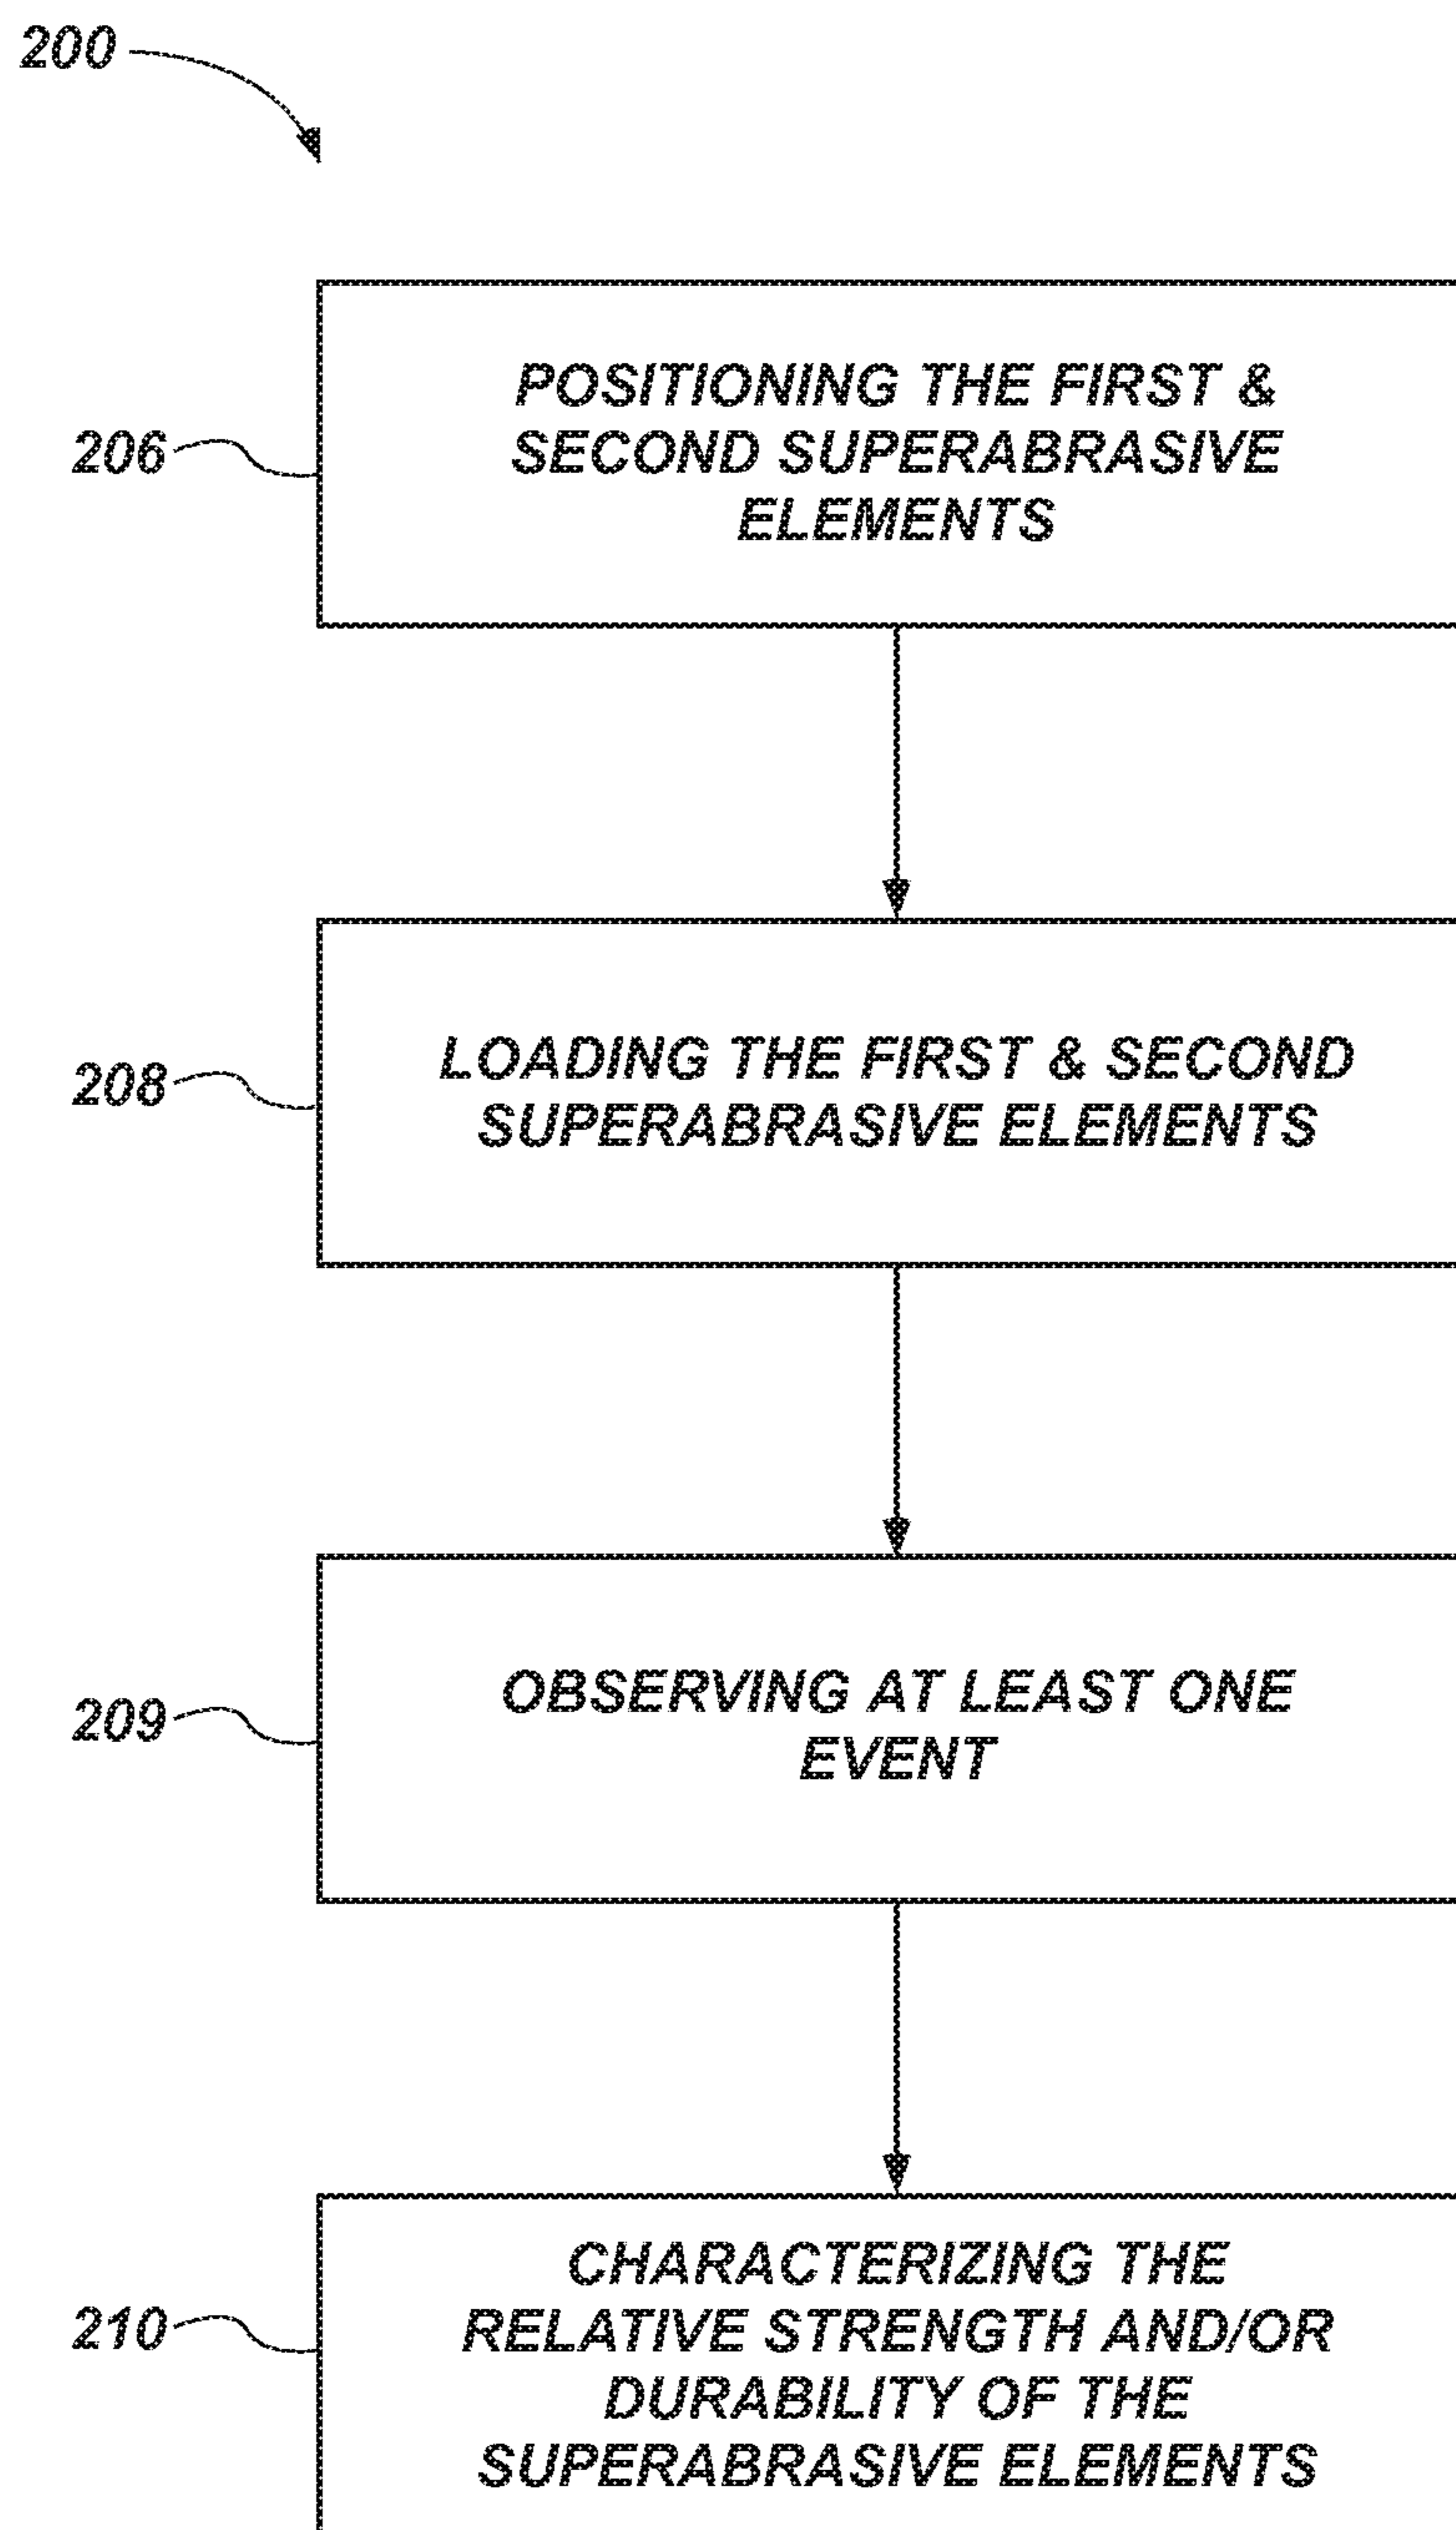 200
206
POSITIONING THE FIRST &
SECOND SUPERABRASIVE
ELEMENTS
208
LOADING THE FIRST & SECOND
SUPERABRASIVE ELEMENTS
209
OBSERVING AT LEAST ONE
EVENT
210
CHARACTERIZING THE
RELATIVE STRENGTH AND/OR
DURABILITY OF THE
SUPERABRASIVE ELEMENTS